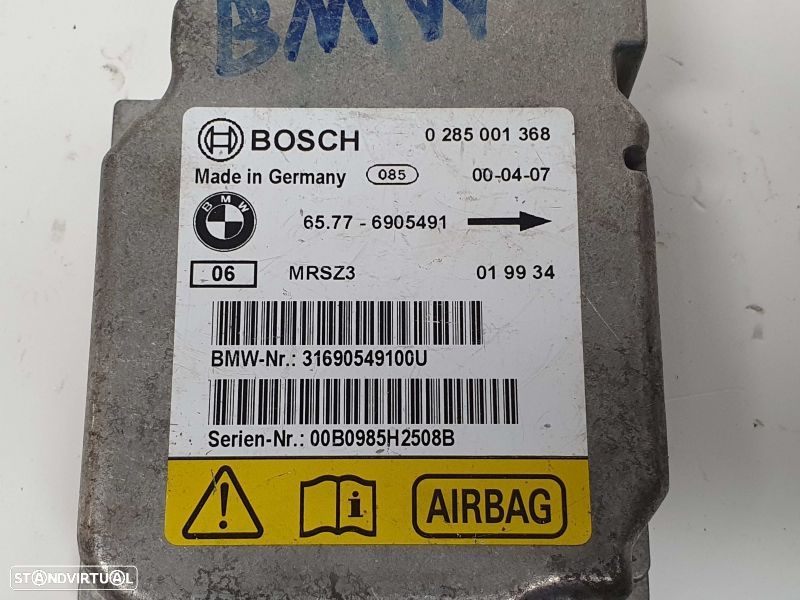 BMW
BOSCH 0 285 001 368
Made in Germany 085 00-04-07
BMW 65.77 - 6905491
06 MRSZ3 01 99 34
BMW-Nr.: 31690549100U
Serien-Nr.: 00B0985H2508B
AIRBAG
STANDVIRTUAL